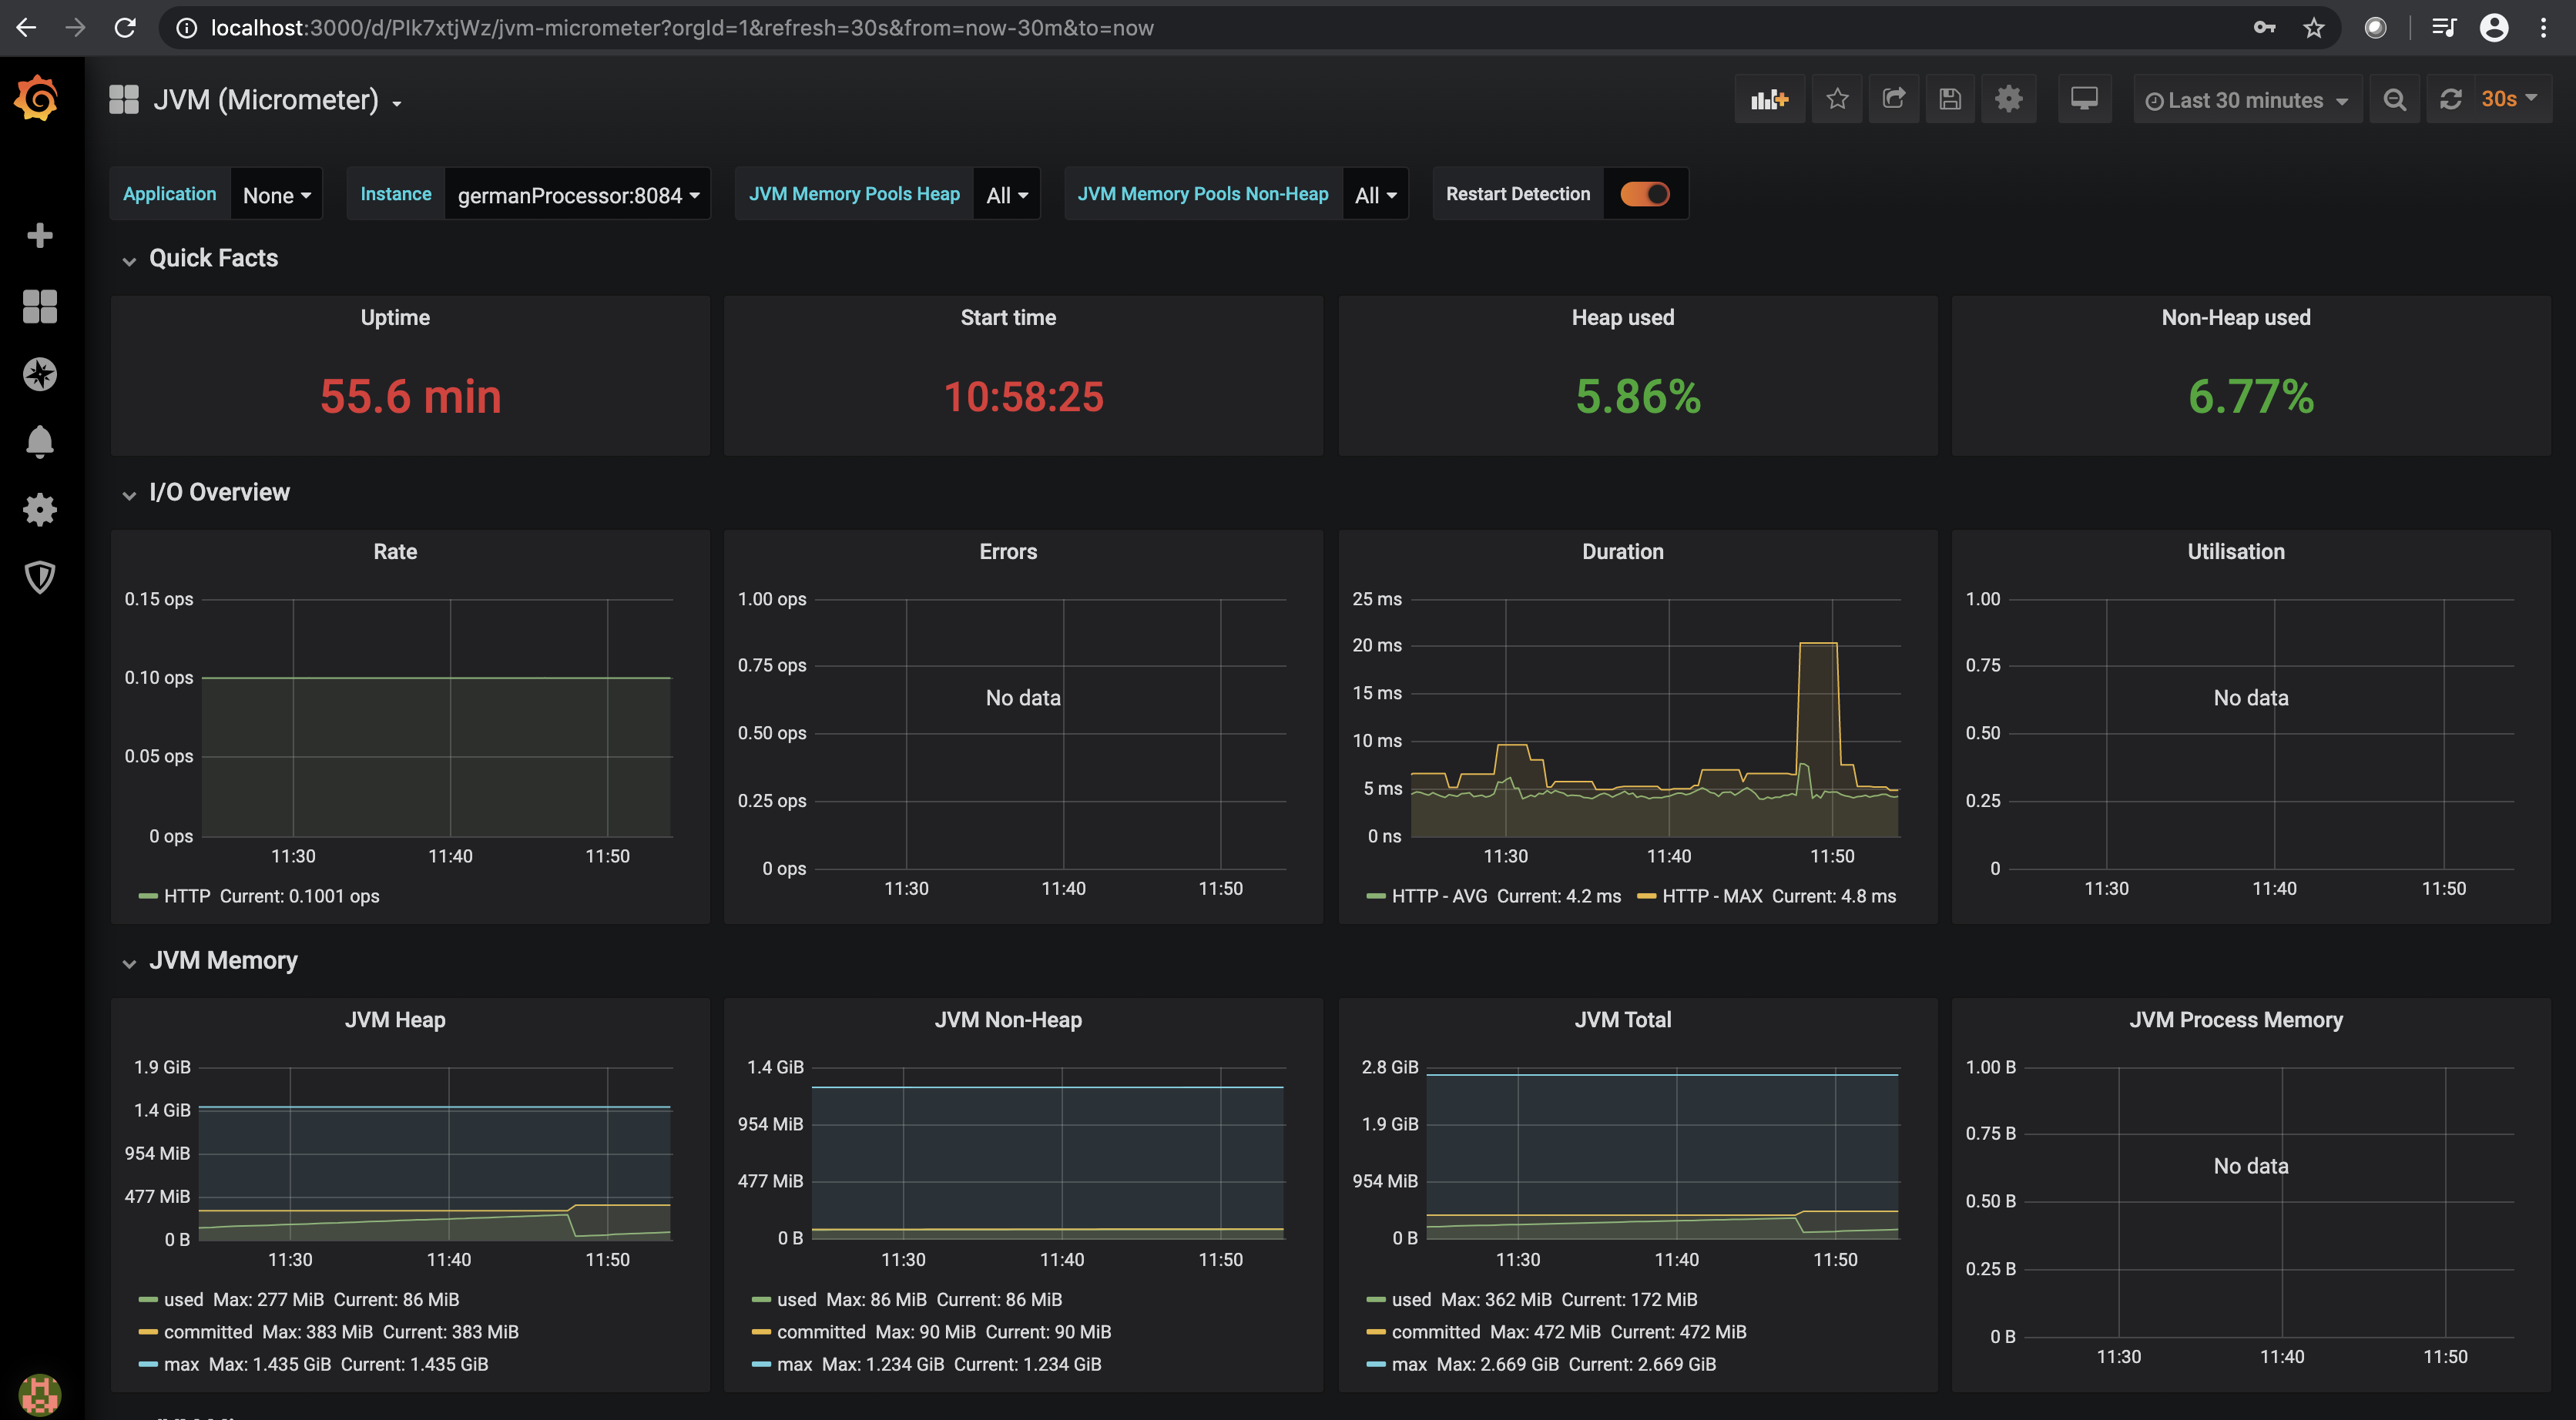 localhost:3000/d/PIk7xtjWz/jvm-micrometer?orgId=1&refresh=30s&from=now-30m&to=now
JVM (Micrometer)
Last 30 minutes
30s
Application None
Instance germanProcessor:8084
JVM Memory Pools Heap All
JVM Memory Pools Non-Heap All
Restart Detection
Quick Facts
Uptime
55.6 min
Start time
10:58:25
Heap used
5.86%
Non-Heap used
6.77%
I/O Overview
Rate
0.15 ops
0.10 ops
0.05 ops
0 ops
11:30 11:40 11:50
HTTP Current: 0.1001 ops
Errors
1.00 ops
0.75 ops
No data
0.50 ops
0.25 ops
0 ops
11:30 11:40 11:50
Duration
25 ms
20 ms
15 ms
10 ms
5 ms
0 ns
11:30 11:40 11:50
HTTP - AVG Current: 4.2 ms HTTP - MAX Current: 4.8 ms
Utilisation
1.00
0.75
No data
0.50
0.25
0
11:30 11:40 11:50
JVM Memory
JVM Heap
1.9 GiB
1.4 GiB
954 MiB
477 MiB
0 B
11:30 11:40 11:50
used Max: 277 MiB Current: 86 MiB
committed Max: 383 MiB Current: 383 MiB
max Max: 1.435 GiB Current: 1.435 GiB
JVM Non-Heap
1.4 GiB
954 MiB
477 MiB
0 B
11:30 11:40 11:50
used Max: 86 MiB Current: 86 MiB
committed Max: 90 MiB Current: 90 MiB
max Max: 1.234 GiB Current: 1.234 GiB
JVM Total
2.8 GiB
1.9 GiB
954 MiB
0 B
11:30 11:40 11:50
used Max: 362 MiB Current: 172 MiB
committed Max: 472 MiB Current: 472 MiB
max Max: 2.669 GiB Current: 2.669 GiB
JVM Process Memory
1.00 B
0.75 B
No data
0.50 B
0.25 B
0 B
11:30 11:40 11:50